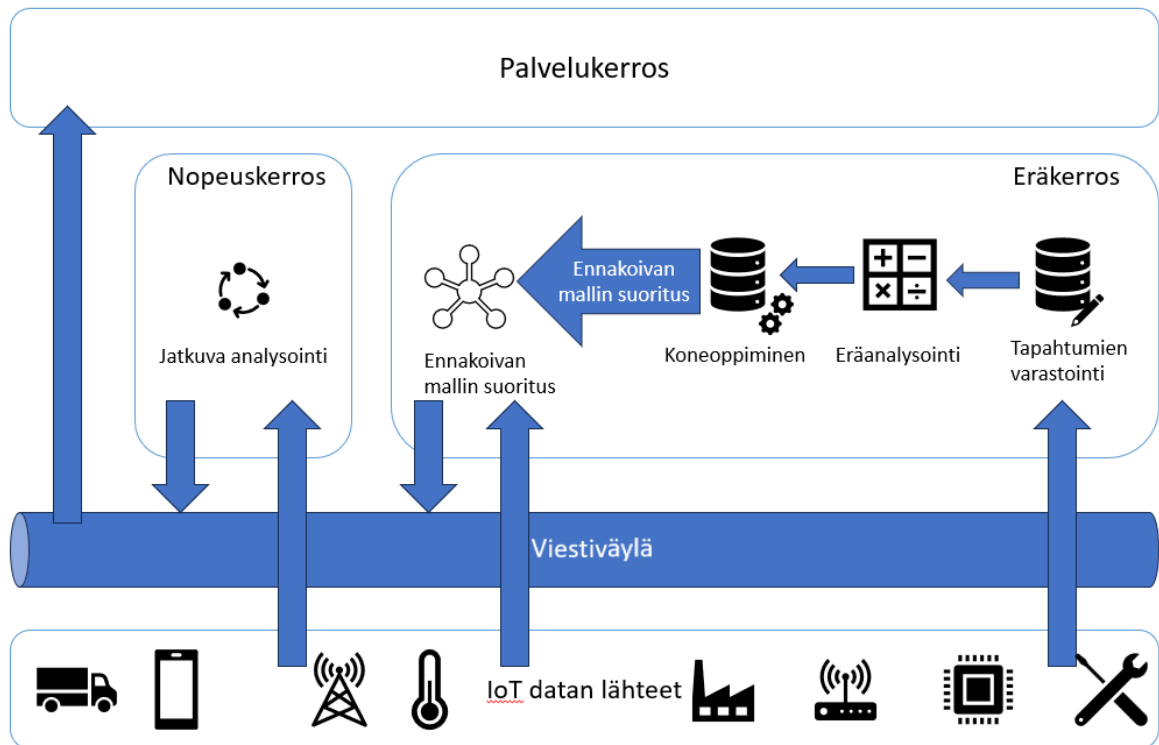 Palvelukerros
Nopeuskerros
Eräkerros
Ennakoivan
mallin suoritus
Jatkuva analysointi
Ennakoivan
mallin suoritus
Koneoppiminen
Eräanalysointi
Tapahtumien
varastointi
Viestiväylä
IoT datan lähteet